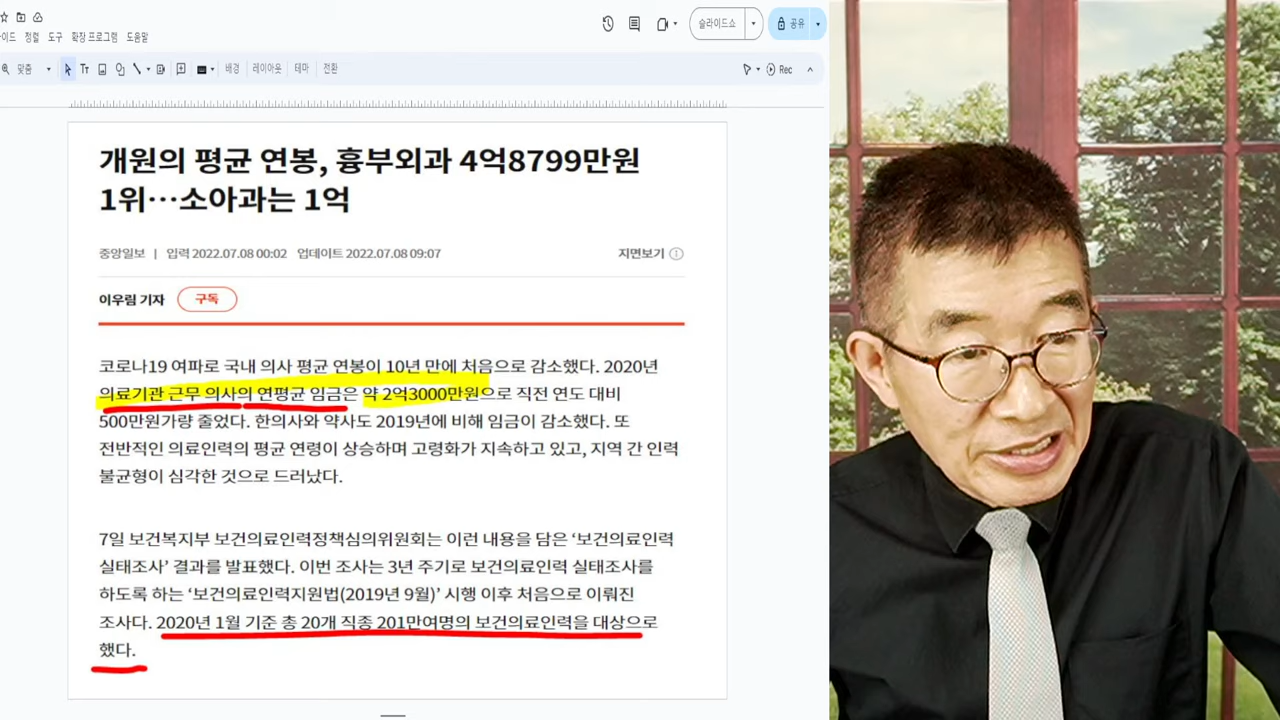 슬라이드쇼
공유
이드 정렬 도구 확장 프로그램 도움말
맞춤
Tт
배경 레이아웃 테마 전환
Rec
개원의 평균 연봉, 흉부외과 4억8799만원
1위…소아과는 1억
중앙일보 | 입력 2022.07.08 00:02 업데이트 2022.07.08 09:07
지면보기
이우림 기자 구독
코로나19 여파로 국내 의사 평균 연봉이 10년 만에 처음으로 감소했다. 2020년
의료기관 근무 의사의 연평균 임금은 약 2억3000만원으로 직전 연도 대비
500만원가량 줄었다. 한의사와 약사도 2019년에 비해 임금이 감소했다. 또
전반적인 의료인력의 평균 연령이 상승하며 고령화가 지속하고 있고, 지역 간 인력
불균형이 심각한 것으로 드러났다.
7일 보건복지부 보건의료인력정책심의위원회는 이런 내용을 담은 ‘보건의료인력
실태조사’ 결과를 발표했다. 이번 조사는 3년 주기로 보건의료인력 실태조사를
하도록 하는 ‘보건의료인력지원법(2019년 9월)’ 시행 이후 처음으로 이뤄진
조사다. 2020년 1월 기준 총 20개 직종 201만여명의 보건의료인력을 대상으로
했다.